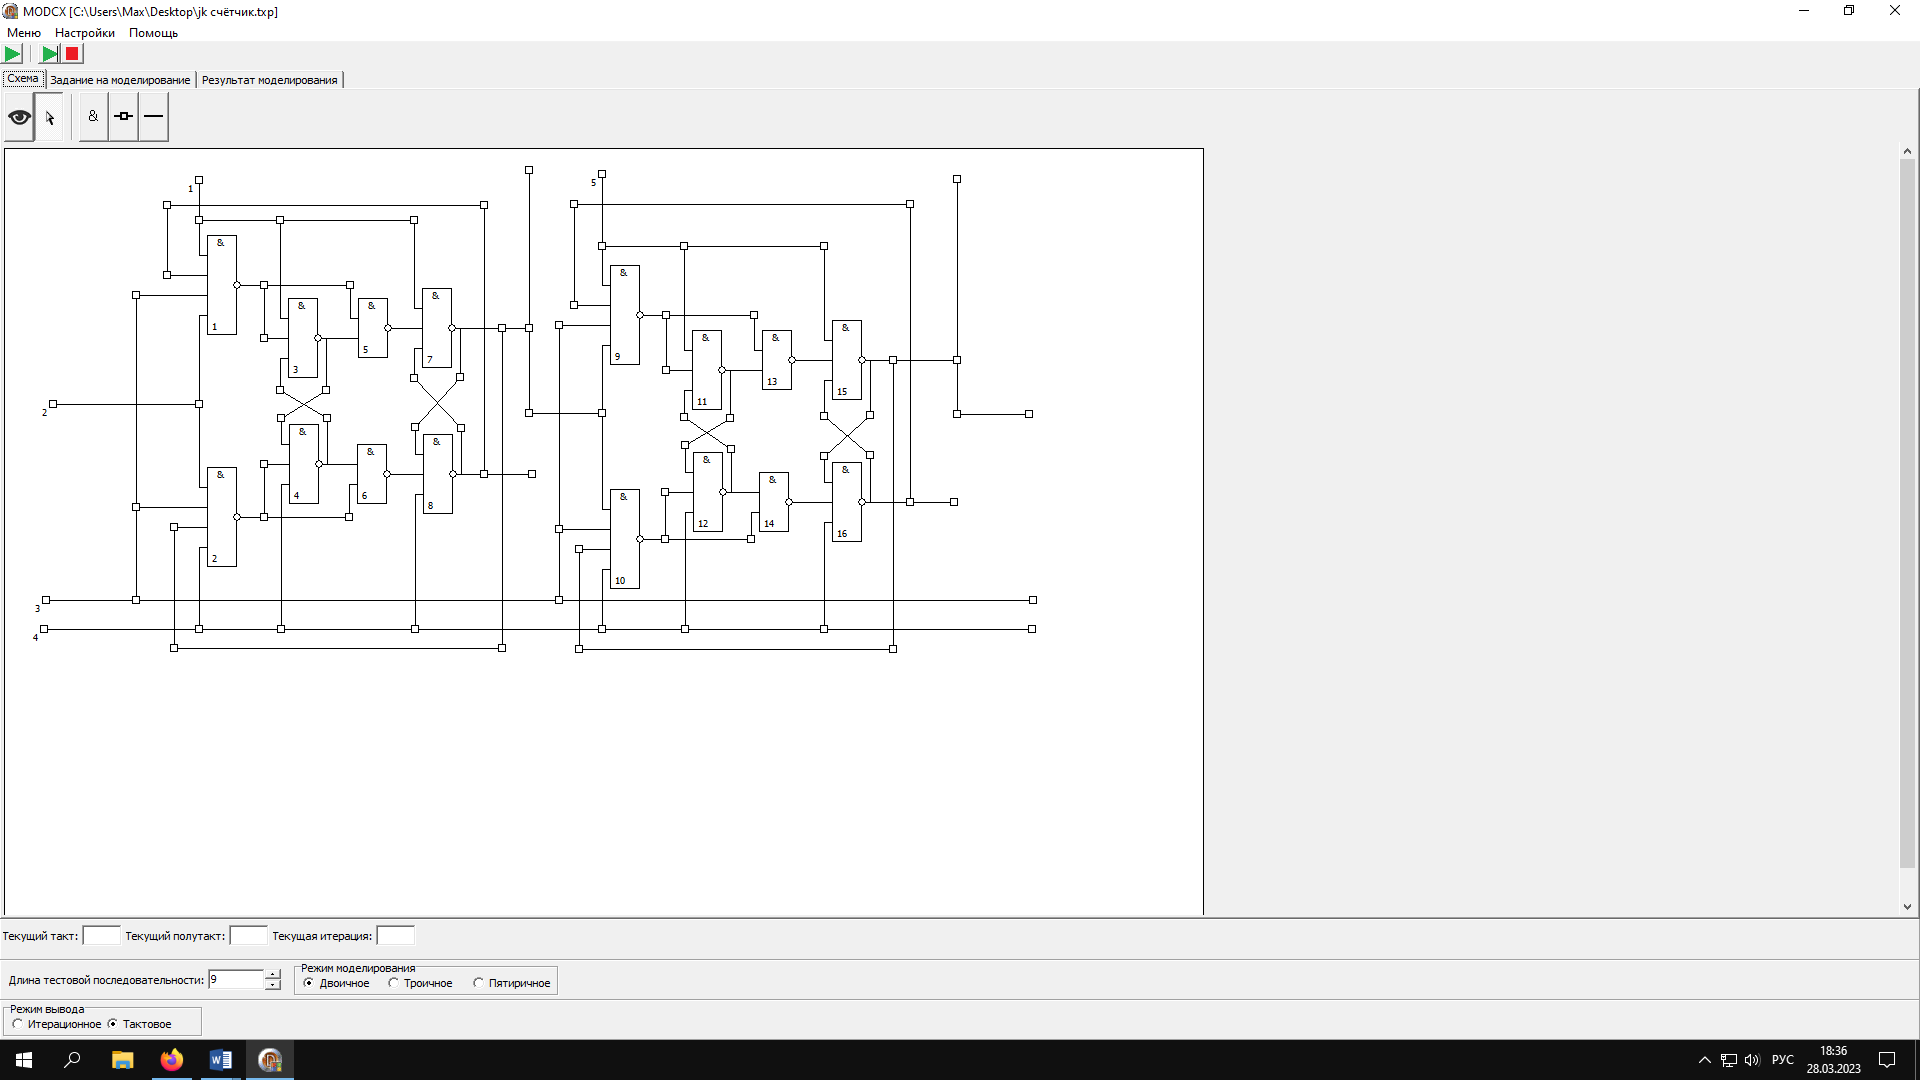 MODCX [C:\Users\Max\Desktop\jk счётчик.txp]
Меню Настройки Помощь
Схема Задание на моделирование Результат моделирования
&
1 5
& & & & & & & &
1 3 5 7 9 11 13 15
2
& & & & & & & &
2 4 6 8 10 12 14 16
3
4
Текущий такт: Текущий полутакт: Текущая итерация:
Длина тестовой последовательности: 9 Режим моделирования
Двоичное Троичное Пятиричное
Режим вывода
Итерационное Тактовое
РУС 18:36
28.03.2023